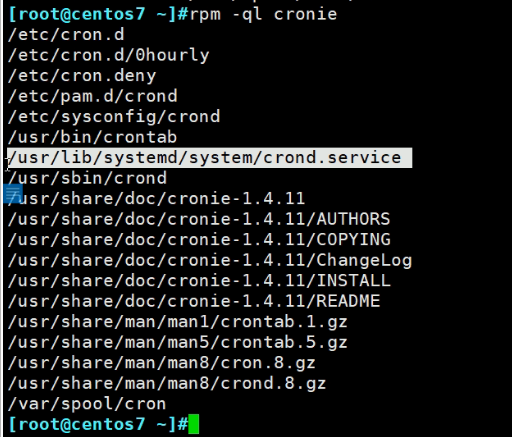 [root@centos7 ~]#rpm -ql cronie
/etc/cron.d
/etc/cron.d/0hourly
/etc/cron.deny
/etc/pam.d/crond
/etc/sysconfig/crond
/usr/bin/crontab
/usr/lib/systemd/system/crond.service
/usr/sbin/crond
/usr/share/doc/cronie-1.4.11
/usr/share/doc/cronie-1.4.11/AUTHORS
/usr/share/doc/cronie-1.4.11/COPYING
/usr/share/doc/cronie-1.4.11/ChangeLog
/usr/share/doc/cronie-1.4.11/INSTALL
/usr/share/doc/cronie-1.4.11/README
/usr/share/man/man1/crontab.1.gz
/usr/share/man/man5/crontab.5.gz
/usr/share/man/man8/cron.8.gz
/usr/share/man/man8/crond.8.gz
/var/spool/cron
[root@centos7 ~]#